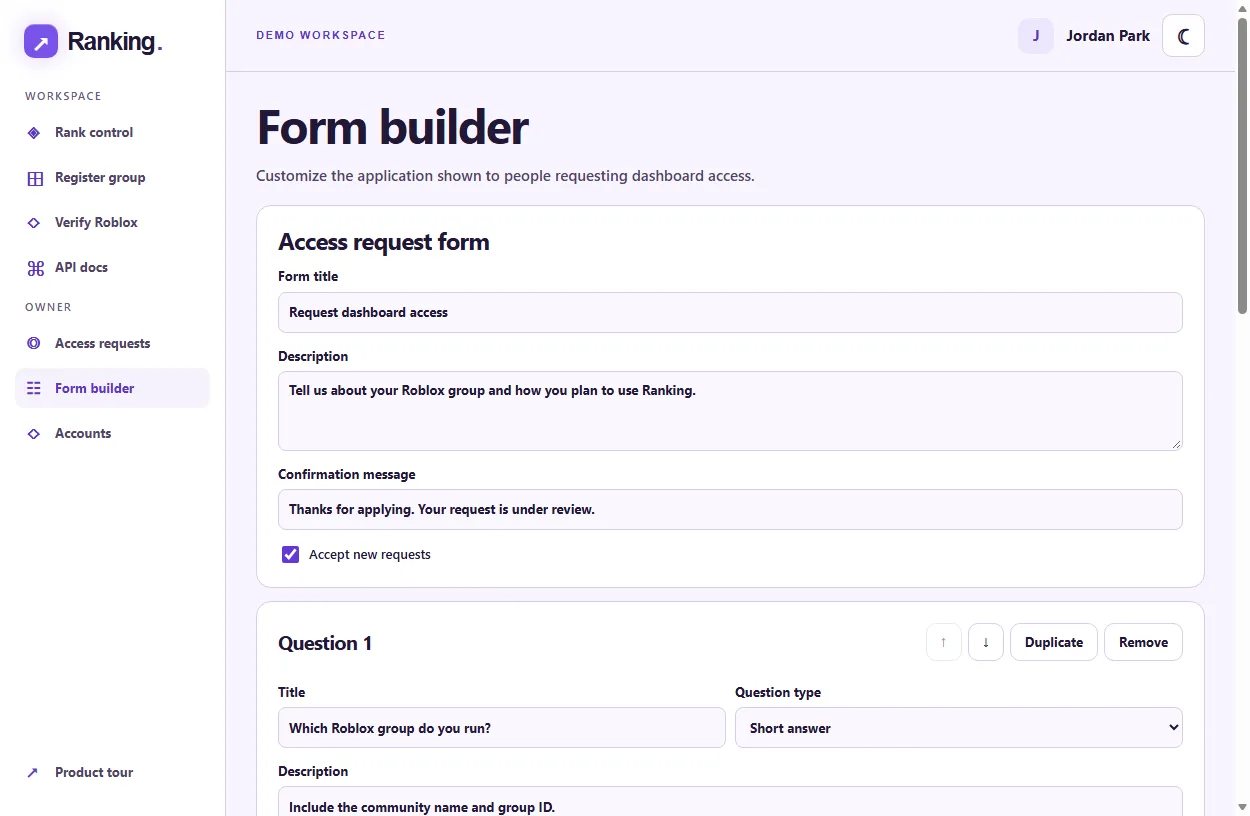 Ranking.
WORKSPACE
Rank control
Register group
Verify Roblox
API docs
OWNER
Access requests
Form builder
Accounts
Product tour
DEMO WORKSPACE
J
Jordan Park
Form builder
Customize the application shown to people requesting dashboard access.
Access request form
Form title
Request dashboard access
Description
Tell us about your Roblox group and how you plan to use Ranking.
Confirmation message
Thanks for applying. Your request is under review.
Accept new requests
Question 1
↑ ↓ Duplicate Remove
Title
Question type
Which Roblox group do you run?
Short answer
Description
Include the community name and group ID.